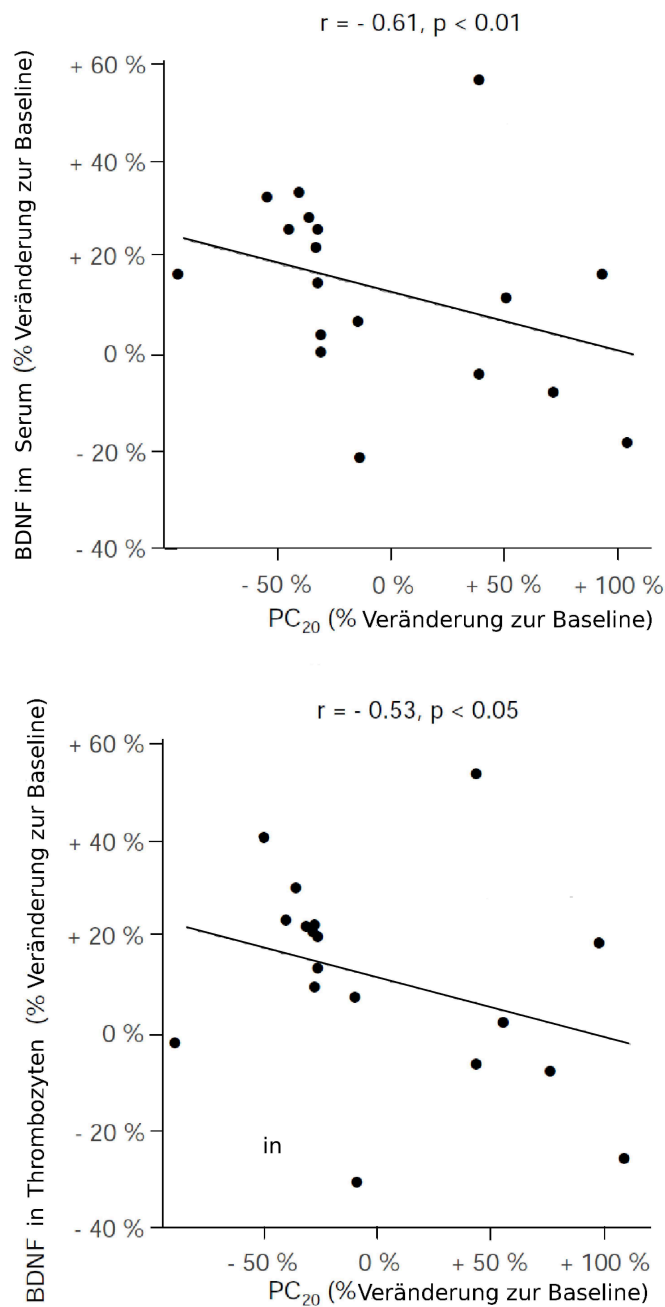 r = - 0.61, p < 0.01
BDNF im Serum (% Veränderung zur Baseline)
+ 60 %
+ 40 %
+ 20 %
0 %
- 20 %
- 40 %
- 50 % 0 % + 50 % + 100 %
PC20 (% Veränderung zur Baseline)
r = - 0.53, p < 0.05
BDNF in Thrombozyten (% Veränderung zur Baseline)
+ 60 %
+ 40 %
+ 20 %
0 %
- 20 %
in
- 40 %
- 50 % 0 % + 50 % + 100 %
PC20 (%Veränderung zur Baseline)